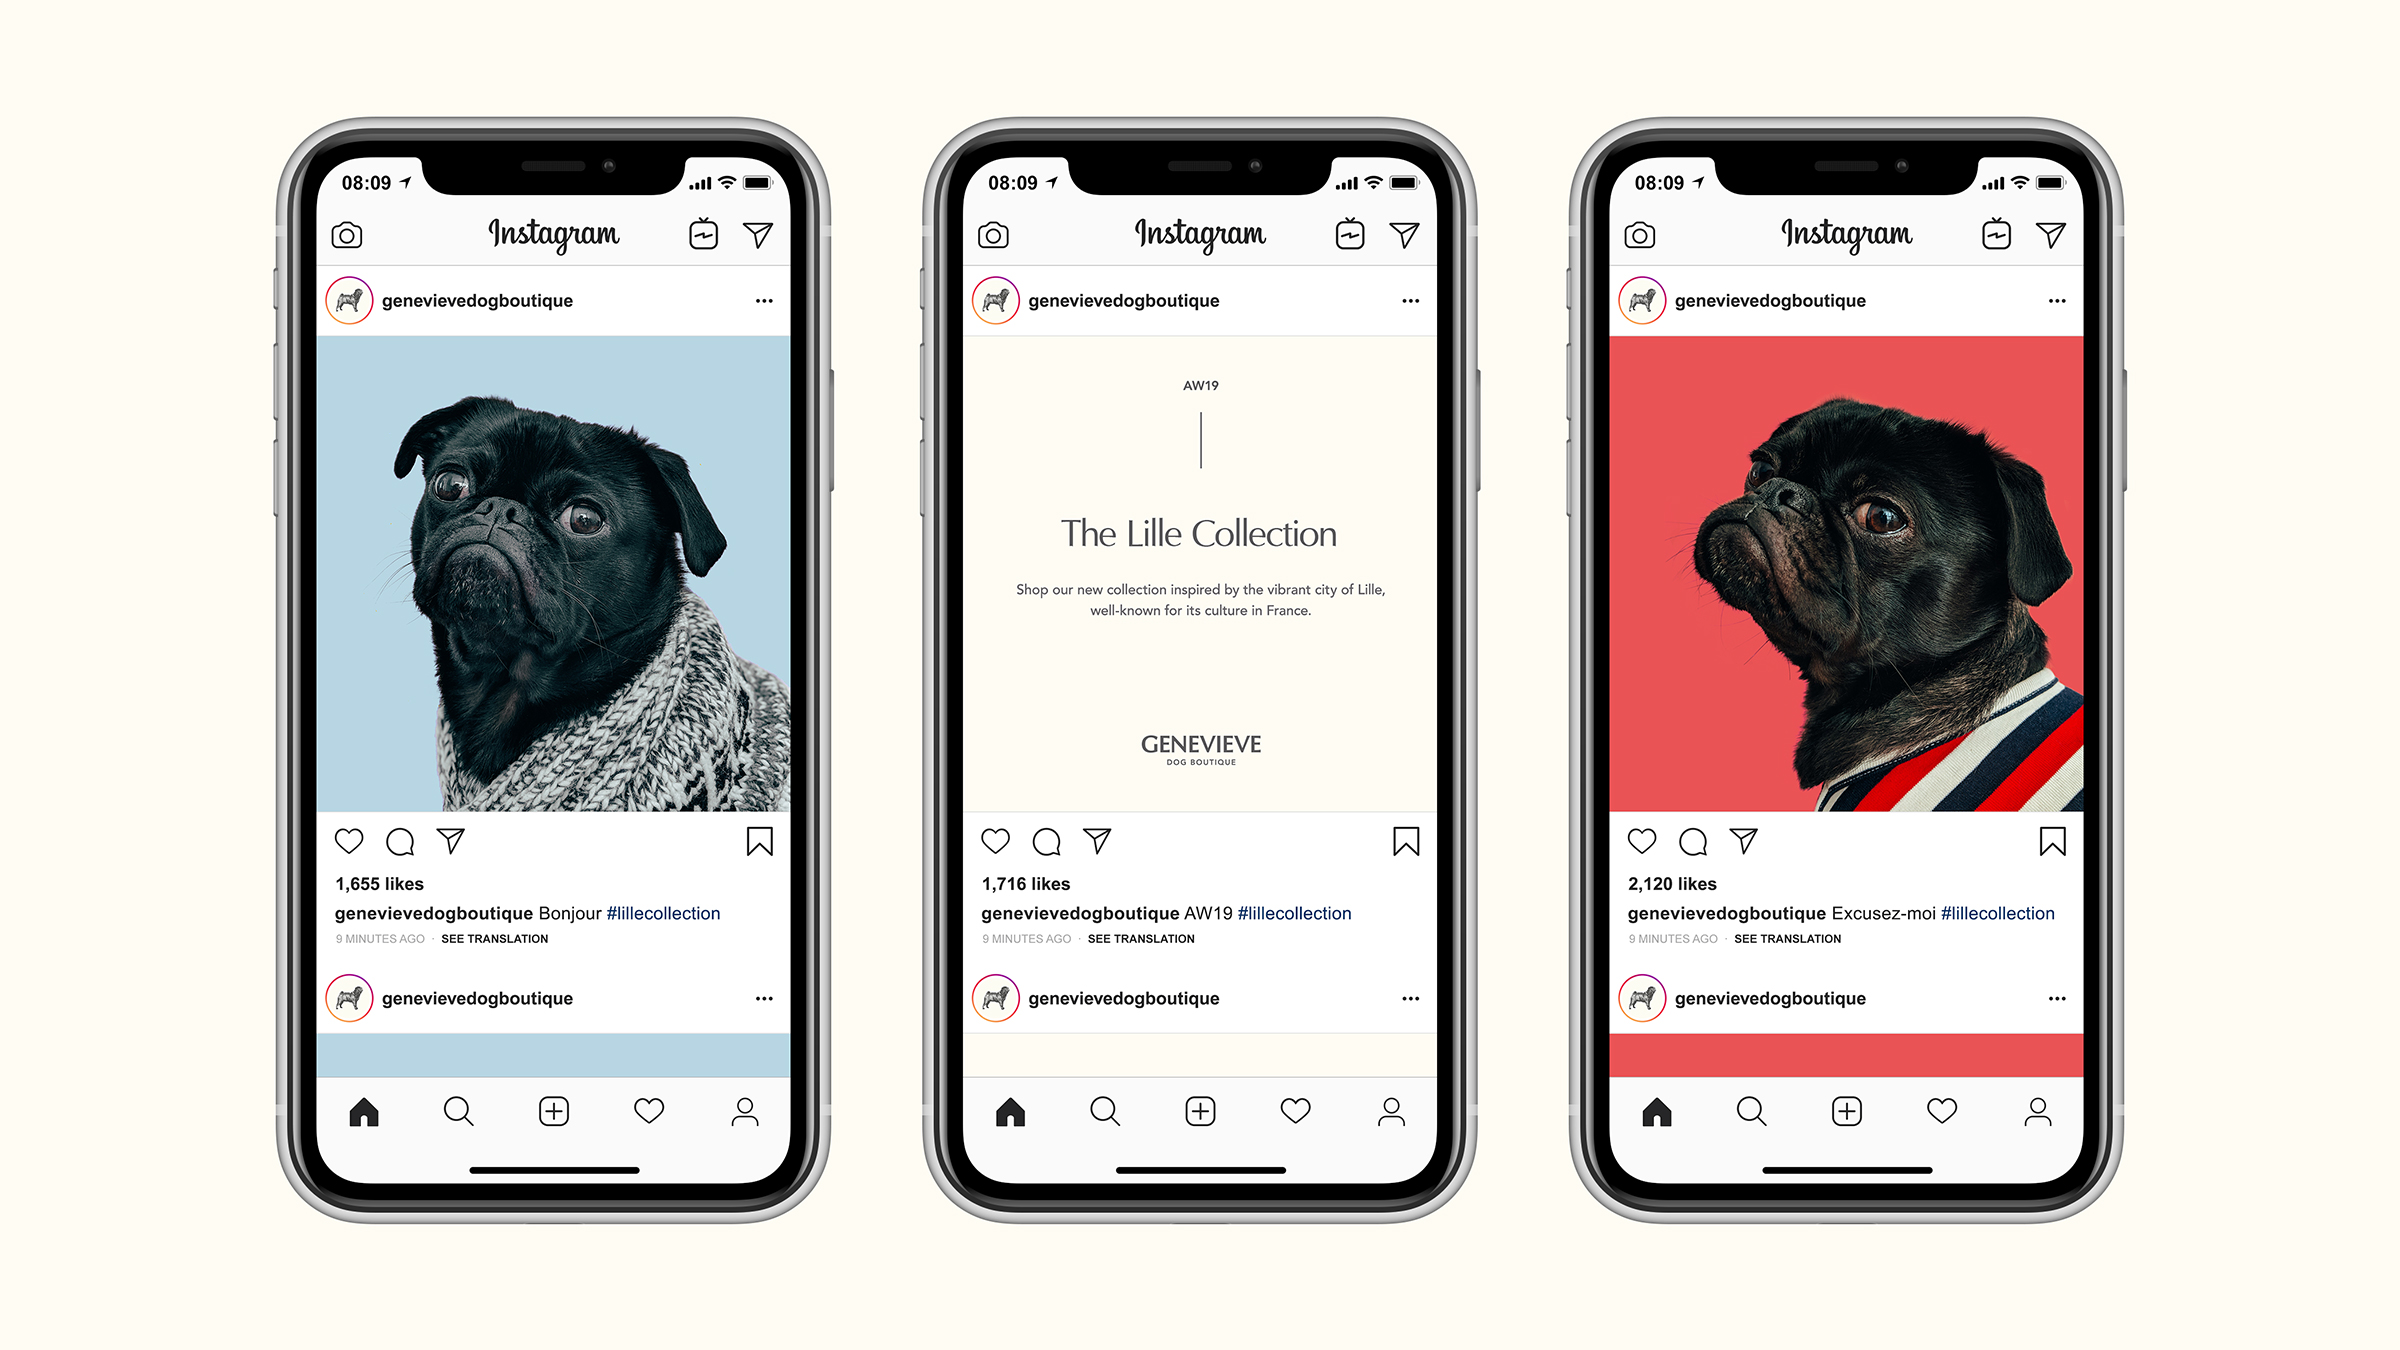 08:09
Instagram
genevievedogboutique
1,655 likes
genevievedogboutique Bonjour #lillecollection
9 MINUTES AGO · SEE TRANSLATION
genevievedogboutique
08:09
Instagram
genevievedogboutique
AW19
The Lille Collection
Shop our new collection inspired by the vibrant city of Lille,
well-known for its culture in France.
GENEVIEVE
DOG BOUTIQUE
1,716 likes
genevievedogboutique AW19 #lillecollection
9 MINUTES AGO · SEE TRANSLATION
genevievedogboutique
08:09
Instagram
genevievedogboutique
2,120 likes
genevievedogboutique Excusez-moi #lillecollection
9 MINUTES AGO · SEE TRANSLATION
genevievedogboutique